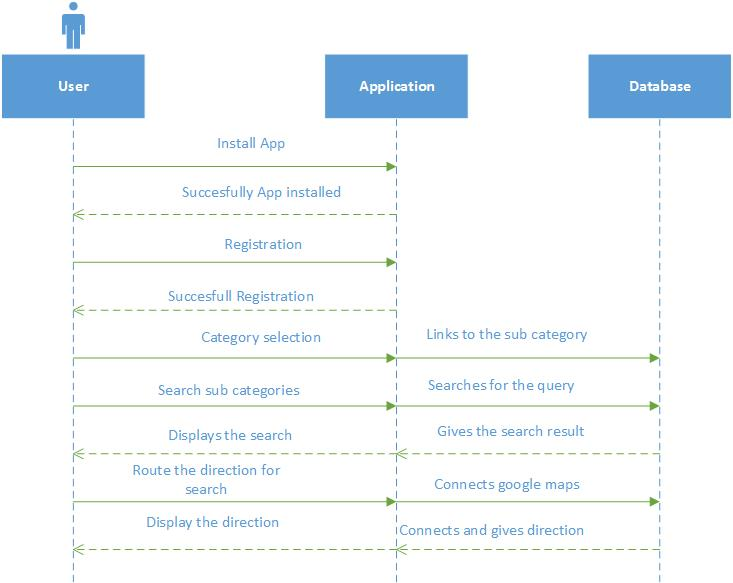 User
Application
Database
Install App
Succesfully App installed
Registration
Succesfull Registration
Category selection
Links to the sub category
Search sub categories
Searches for the query
Displays the search
Gives the search result
Route the direction for
search
Connects google maps
Display the direction
Connects and gives direction